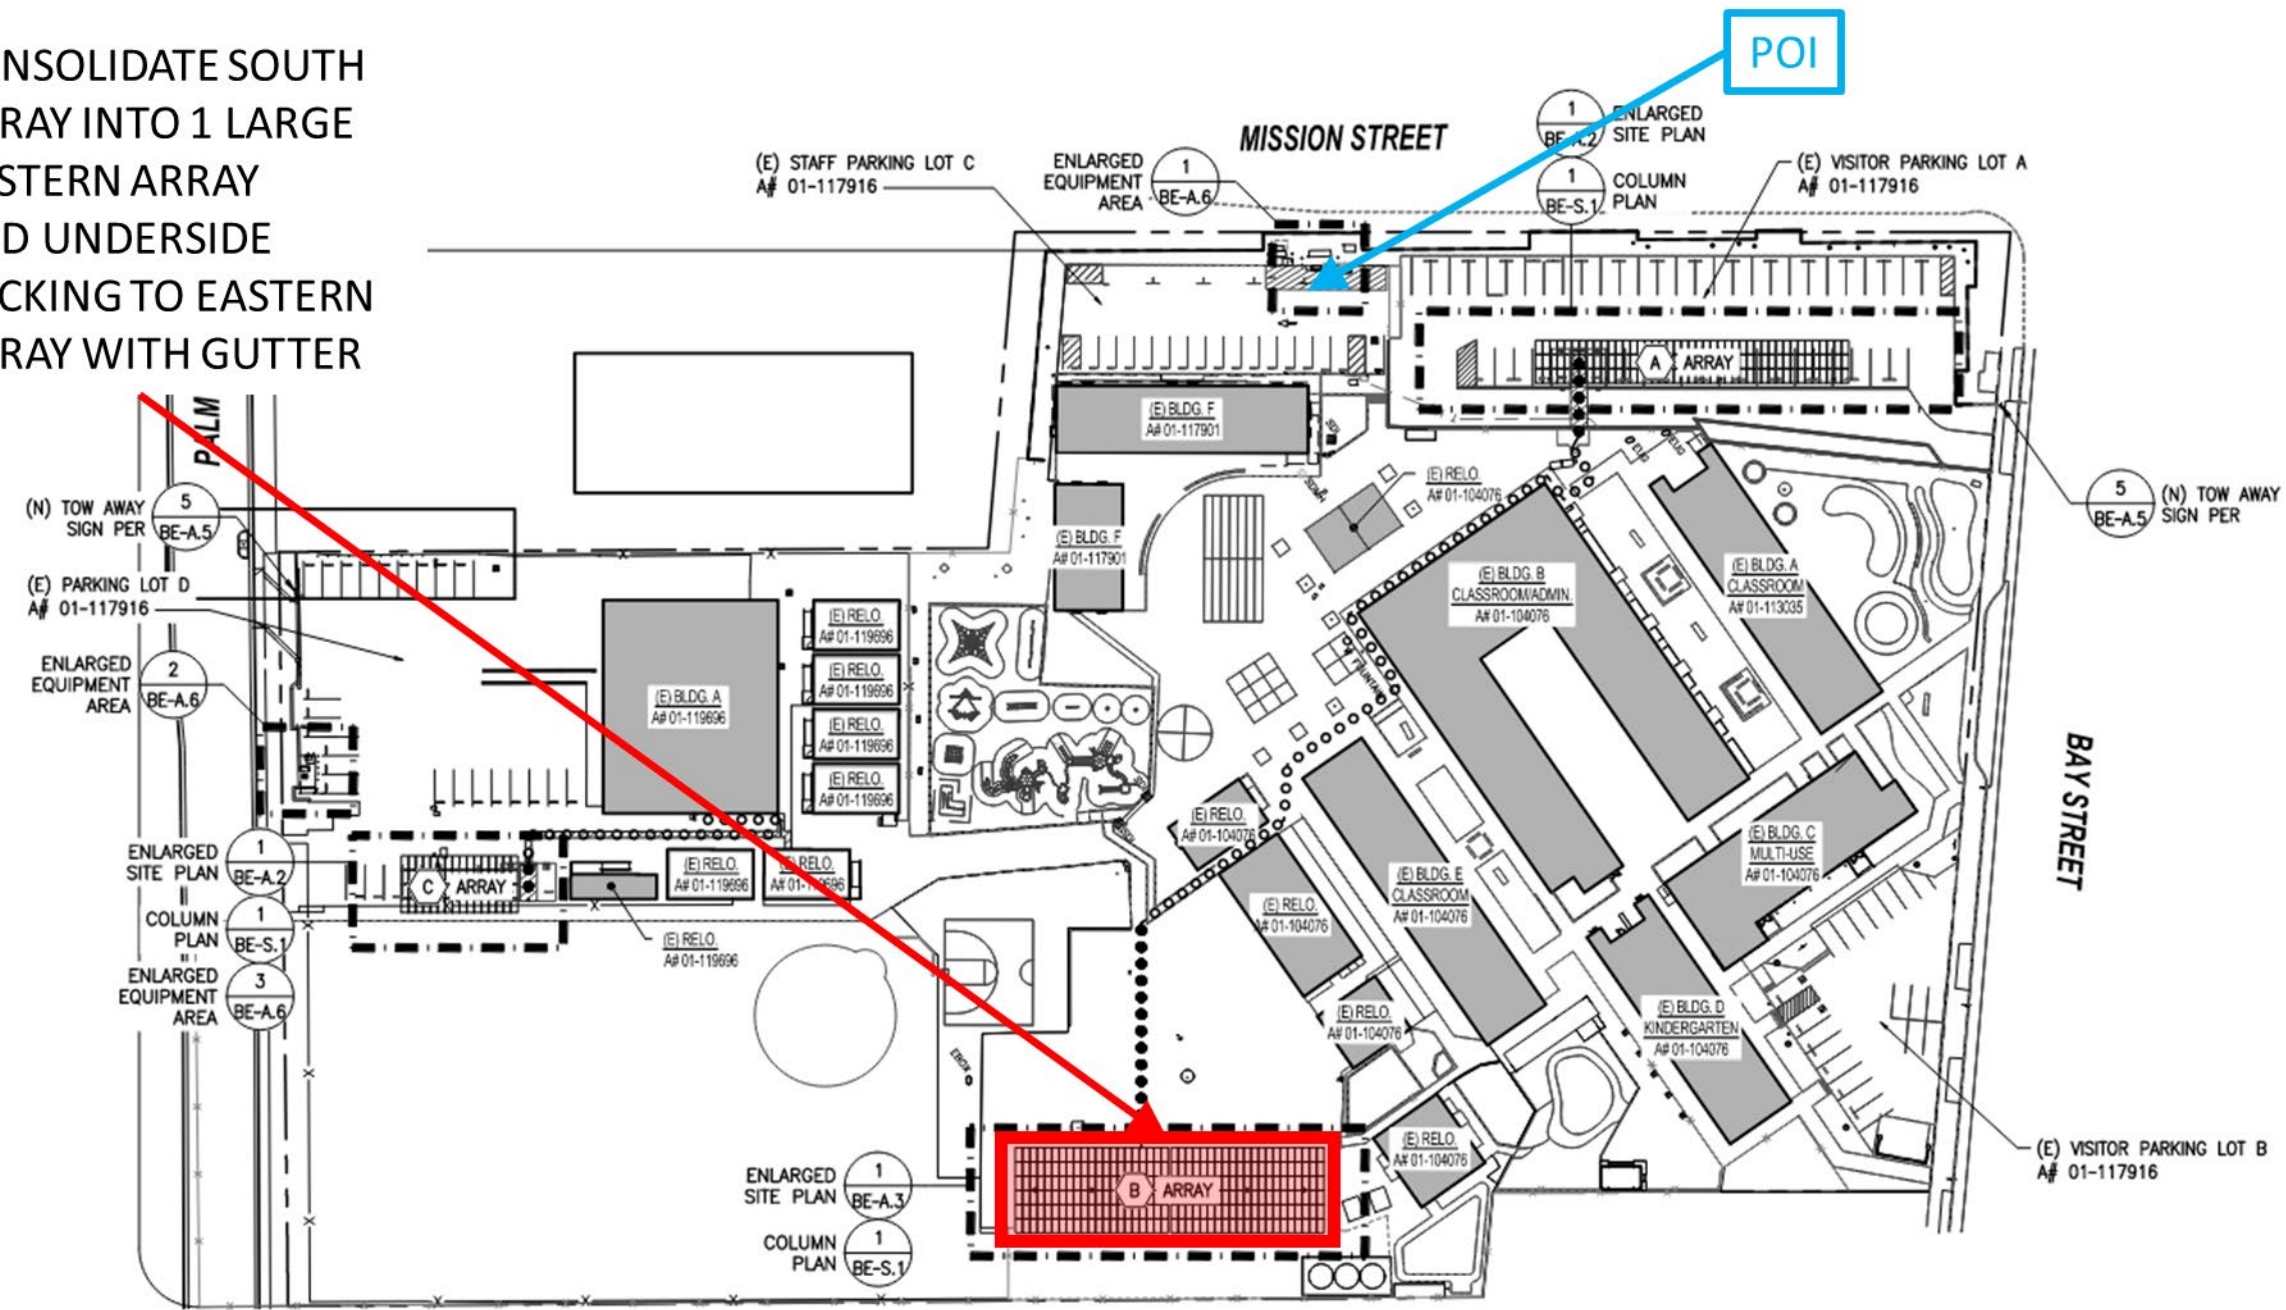 NSOLIDATE SOUTH
RAY INTO 1 LARGE
STERN ARRAY
D UNDERSIDE
CKING TO EASTERN
RAY WITH GUTTER
POI
MISSION STREET
1
BE-A.2
ENLARGED
SITE PLAN
1
BE-S.1
COLUMN
PLAN
(E) STAFF PARKING LOT C
A# 01-117916
ENLARGED
EQUIPMENT
AREA
1
BE-A.6
(E) VISITOR PARKING LOT A
A# 01-117916
A ARRAY
(E) BLDG. F
A# 01-117901
PALM
(N) TOW AWAY
SIGN PER
5
BE-A.5
(E) RELO.
A# 01-104076
5
BE-A.5
(N) TOW AWAY
SIGN PER
(E) BLDG. F
A# 01-117901
(E) PARKING LOT D
A# 01-117916
(E) BLDG. B
CLASSROOM/ADMIN.
A# 01-104076
(E) BLDG. A
CLASSROOM
A# 01-113035
ENLARGED
EQUIPMENT
AREA
2
BE-A.6
(E) BLDG. A
A# 01-119696
(E) RELO.
A# 01-119696
(E) RELO.
A# 01-119696
(E) RELO.
A# 01-119696
(E) RELO.
A# 01-119696
FOUNTAIN
BAY STREET
(E) RELO.
A# 01-104076
(E) BLDG. C
MULTI-USE
A# 01-104076
ENLARGED
SITE PLAN
1
BE-A.2
C ARRAY
(E) RELO.
A# 01-119696
(E) RELO.
A# 01-119696
(E) BLDG. E
CLASSROOM
A# 01-104076
COLUMN
PLAN
1
BE-S.1
(E) RELO.
A# 01-119696
(E) RELO.
A# 01-104076
ENLARGED
EQUIPMENT
AREA
3
BE-A.6
(E) RELO.
A# 01-104076
(E) BLDG. D
KINDERGARTEN
A# 01-104076
EBOX
(E) RELO.
A# 01-104076
(E) VISITOR PARKING LOT B
A# 01-117916
ENLARGED
SITE PLAN
1
BE-A.3
B ARRAY
COLUMN
PLAN
1
BE-S.1